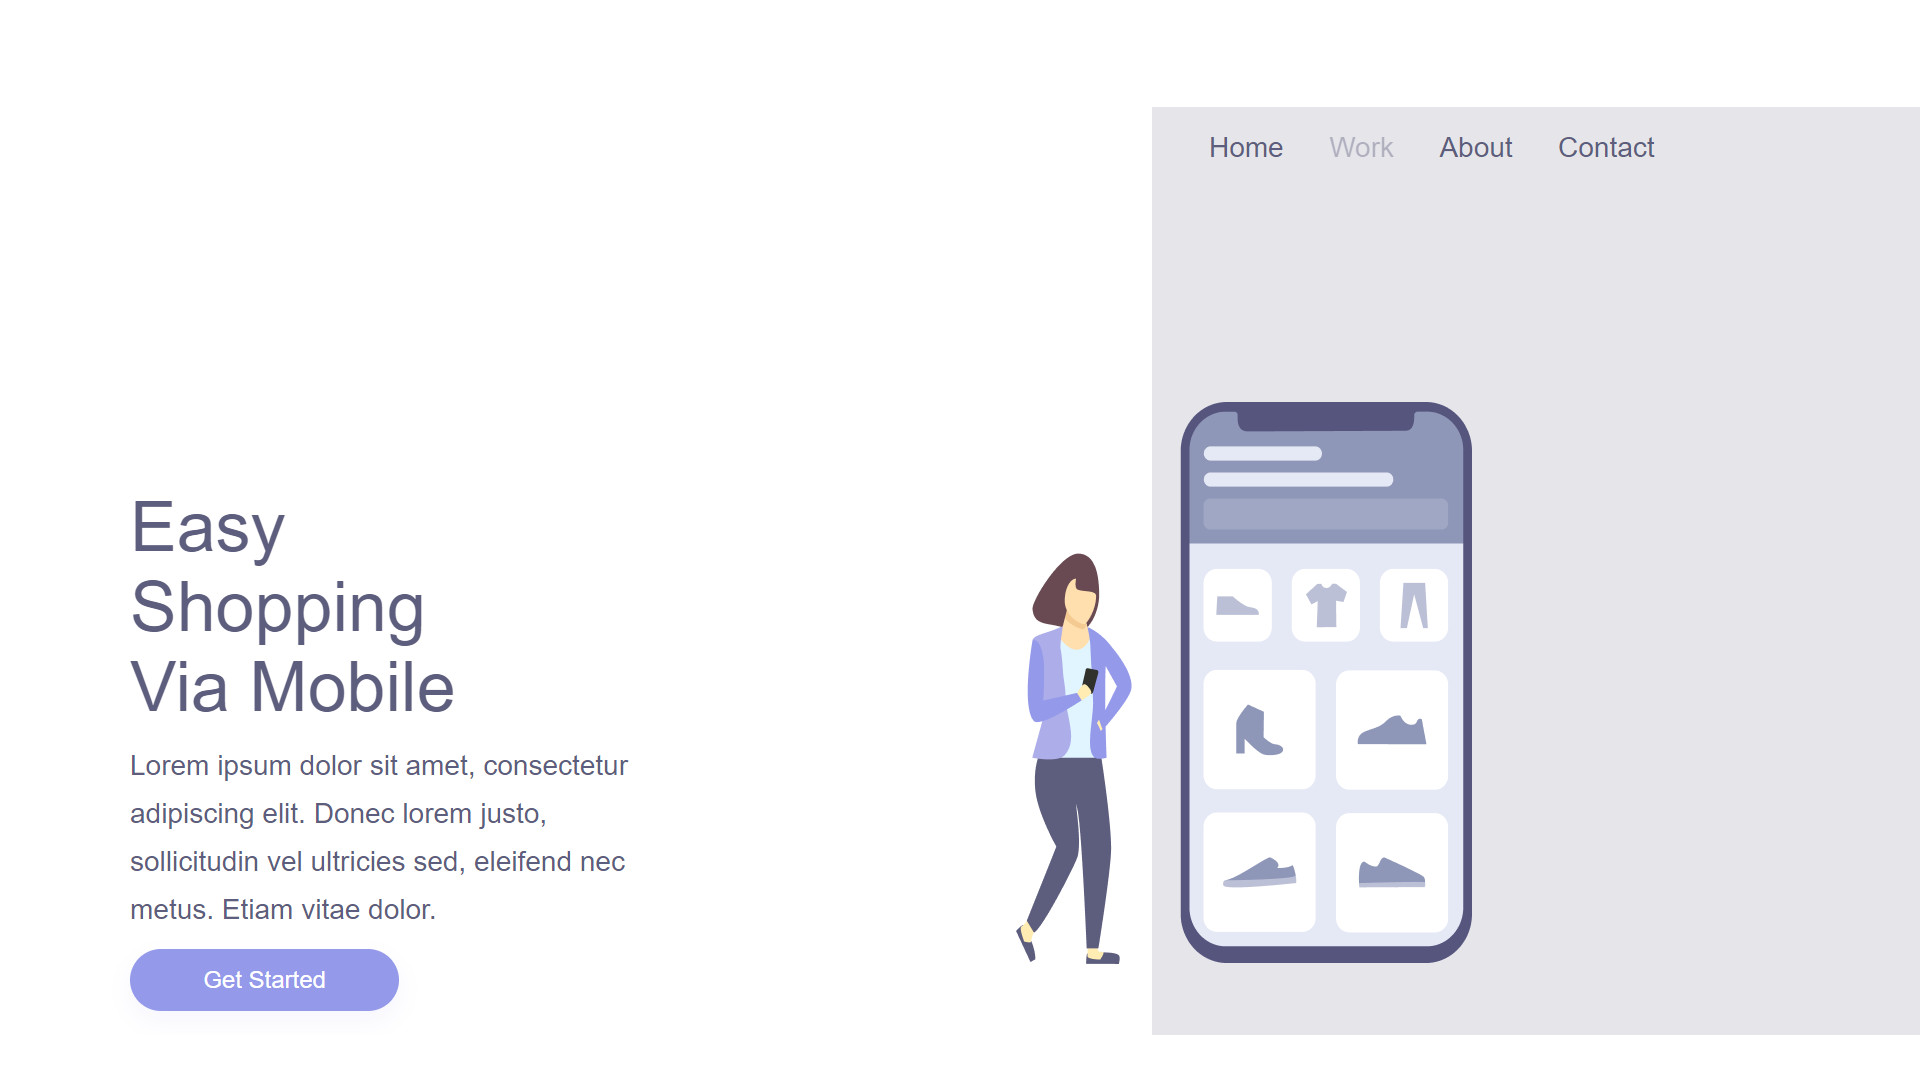 Home Work About Contact
Easy
Shopping
Via Mobile
Lorem ipsum dolor sit amet, consectetur
adipiscing elit. Donec lorem justo,
sollicitudin vel ultricies sed, eleifend nec
metus. Etiam vitae dolor.
Get Started